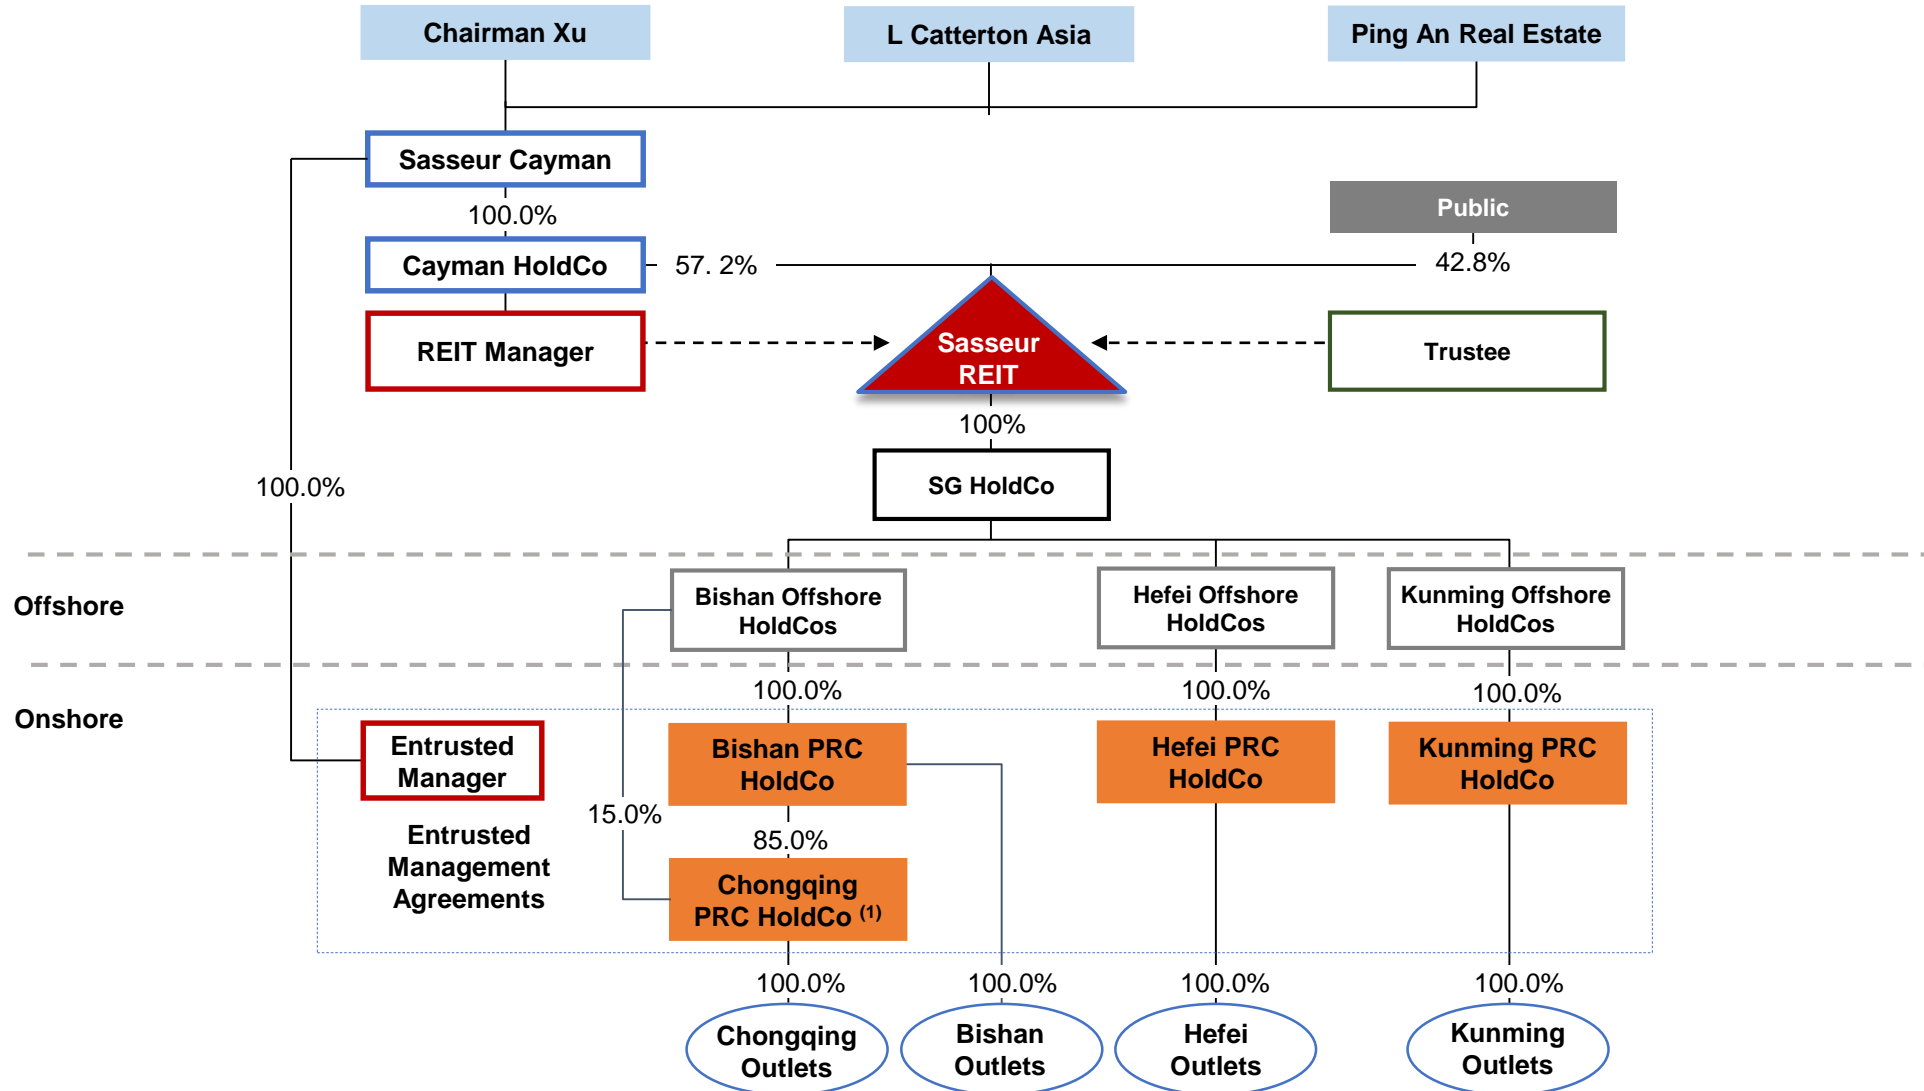 Chairman Xu
L Catterton Asia
Ping An Real Estate
Sasseur Cayman
100.0%
Public
Cayman HoldCo
57. 2%
42.8%
REIT Manager
Sasseur
REIT
Trustee
100%
SG HoldCo
100.0%
Offshore
Bishan Offshore
HoldCos
Hefei Offshore
HoldCos
Kunming Offshore
HoldCos
100.0%
100.0%
100.0%
Onshore
Entrusted
Manager
Bishan PRC
HoldCo
Hefei PRC
HoldCo
Kunming PRC
HoldCo
15.0%
85.0%
Entrusted
Management
Agreements
Chongqing
PRC HoldCo (1)
100.0%
100.0%
100.0%
100.0%
Chongqing
Outlets
Bishan
Outlets
Hefei
Outlets
Kunming
Outlets